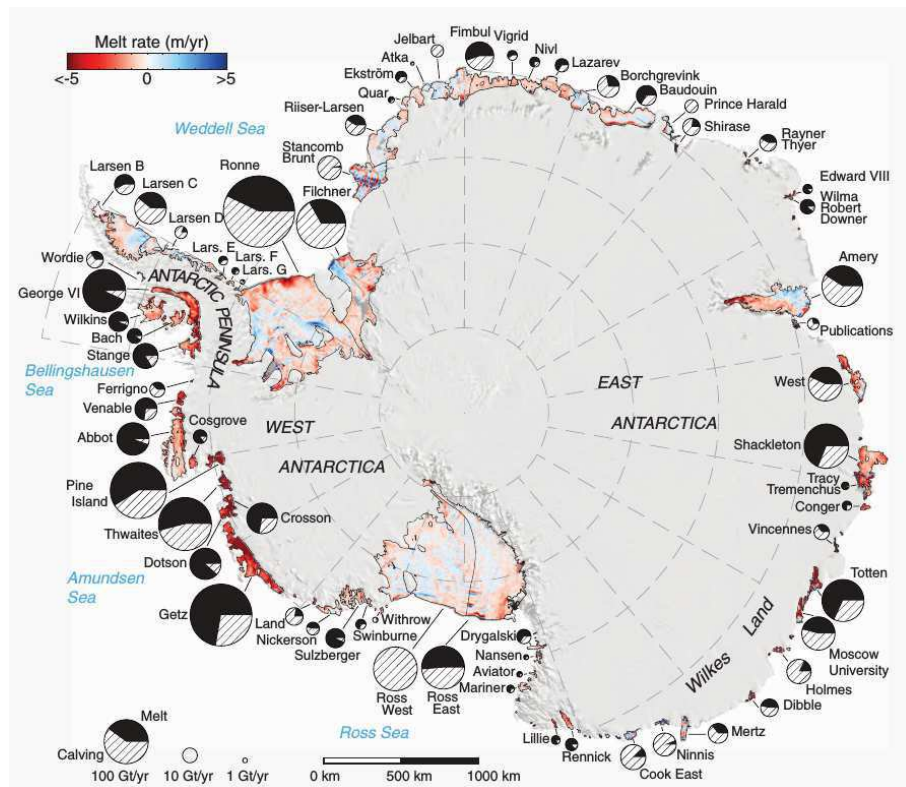 Melt rate (m/yr)
<-5
0
>5
Weddell Sea
Jelbart
Fimbul
Vigrid
Nivl
Atka
Lazarev
Ekström
Borchgrevink
Quar
Baudouin
Riiser-Larsen
Prince Harald
Shirase
Stancomb
Brunt
Rayner
Thyer
Ronne
Filchner
Edward VIII
Wilma
Robert
Downer
Larsen B
Larsen C
Larsen D
Lars. E
Lars. F
Lars. G
Wordie
George VI
Wilkins
Bach
Stange
ANTARCTIC
PENINSULA
Amery
Publications
Bellingshausen
Sea
Ferrigno
Venable
Cosgrove
Abbot
WEST
ANTARCTICA
EAST
ANTARCTICA
West
Shackleton
Tracy
Tremenchus
Conger
Pine
Island
Thwaites
Crosson
Dotson
Vincennes
Amundsen
Sea
Getz
Totten
Land
Nickerson
Sulzberger
Withrow
Swinburne
Drygalski
Nansen
Aviator
Mariner
Ross
West
Ross
East
Wilkes Land
Moscow
University
Holmes
Dibble
Mertz
Ninnis
Cook East
Rennick
Lillie
Ross Sea
Melt
Calving
100 Gt/yr
10 Gt/yr
1 Gt/yr
0 km
500 km
1000 km